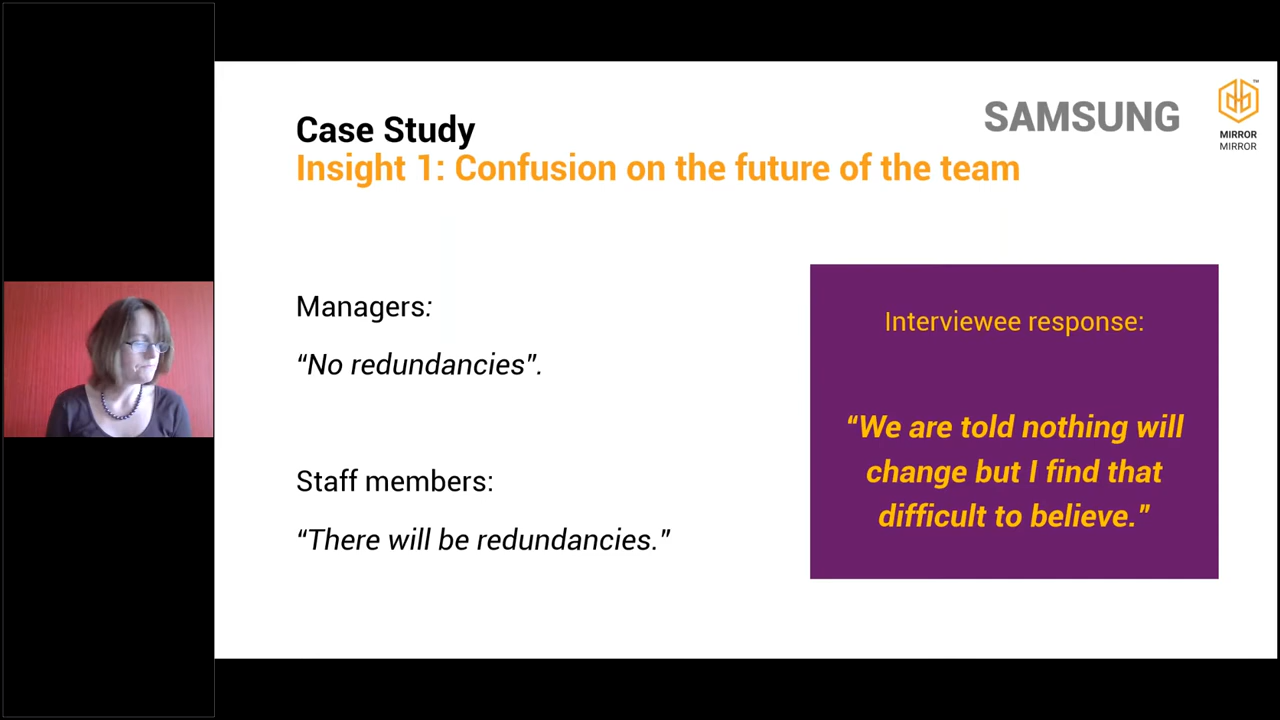 Case Study
Insight 1: Confusion on the future of the team
SAMSUNG
™
MIRROR
MIRROR
Managers:
“No redundancies”.
Staff members:
“There will be redundancies.”
Interviewee response:
“We are told nothing will
change but I find that
difficult to believe.”